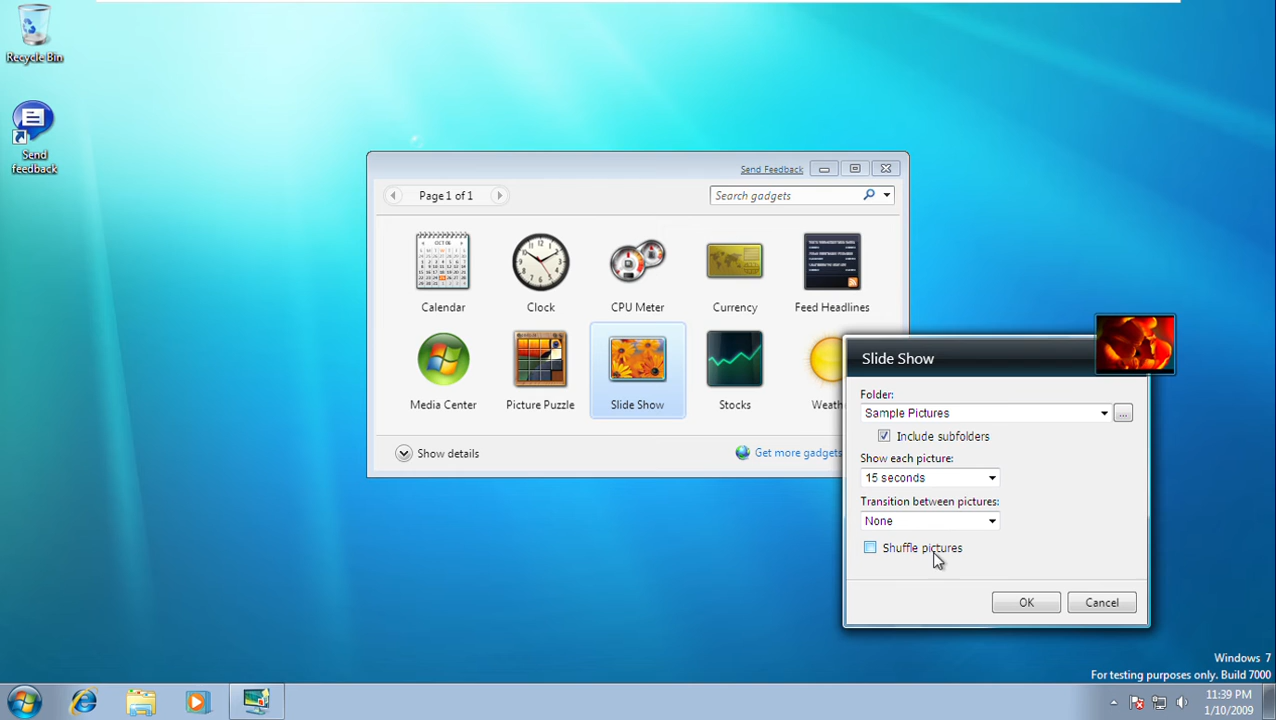 Recycle Bin
Send
feedback
Send Feedback
Page 1 of 1
Search gadgets
Calendar
Clock
CPU Meter
Currency
Feed Headlines
Media Center
Picture Puzzle
Slide Show
Stocks
Weath
Show details
Get more gadgets
Slide Show
Folder:
Sample Pictures
...
Include subfolders
Show each picture:
15 seconds
Transition between pictures:
None
Shuffle pictures
OK
Cancel
Windows 7
For testing purposes only. Build 7000
11:39 PM
1/10/2009